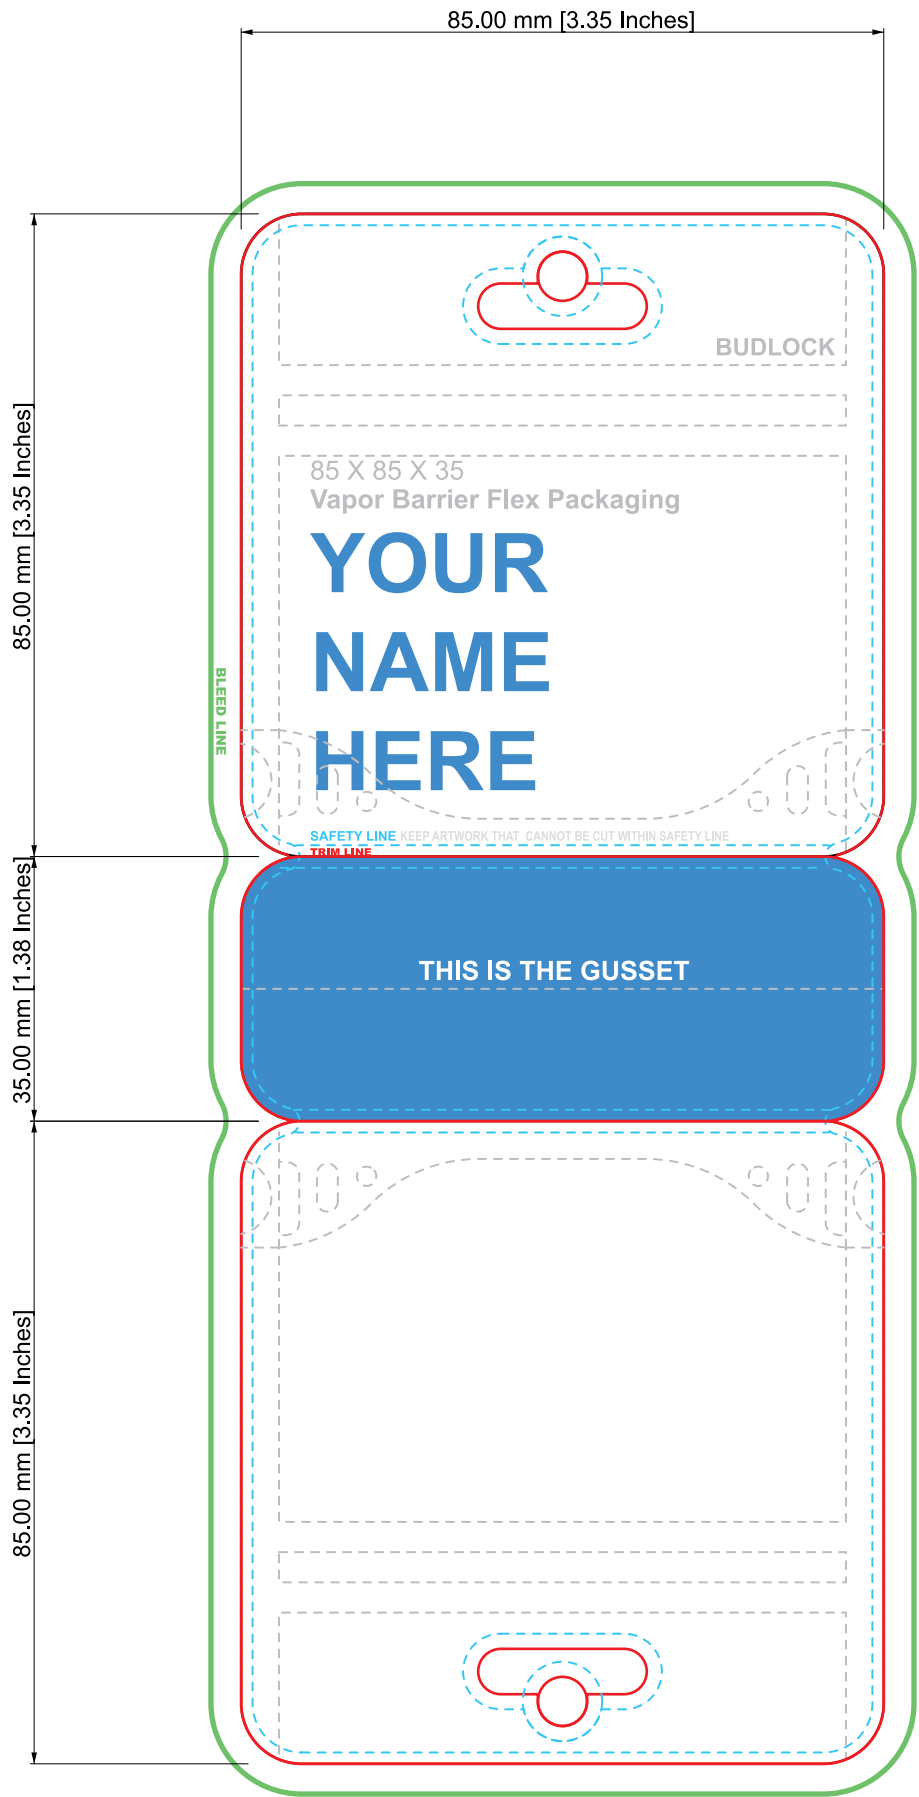 85.00 mm [3.35 Inches]
BUDLOCK
85.00 mm [3.35 Inches]
85 X 85 X 35
Vapor Barrier Flex Packaging
YOUR
NAME
HERE
BLEED LINE
SAFETY LINE KEEP ARTWORK THAT CANNOT BE CUT WITHIN SAFETY LINE
TRIM LINE
35.00 mm [1.38 Inches]
THIS IS THE GUSSET
85.00 mm [3.35 Inches]